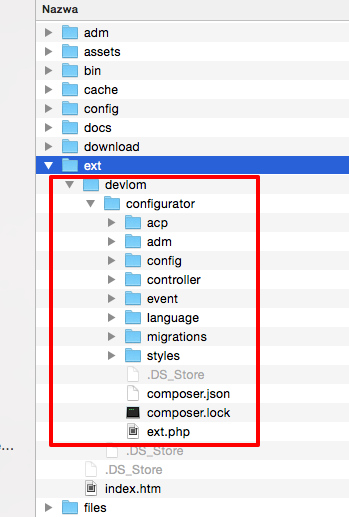 Nazwa
adm
assets
bin
cache
config
docs
download
ext
devlom
configurator
acp
adm
config
controller
event
language
migrations
styles
.DS_Store
composer.json
composer.lock
ext.php
.DS_Store
.DS_Store
index.htm
files